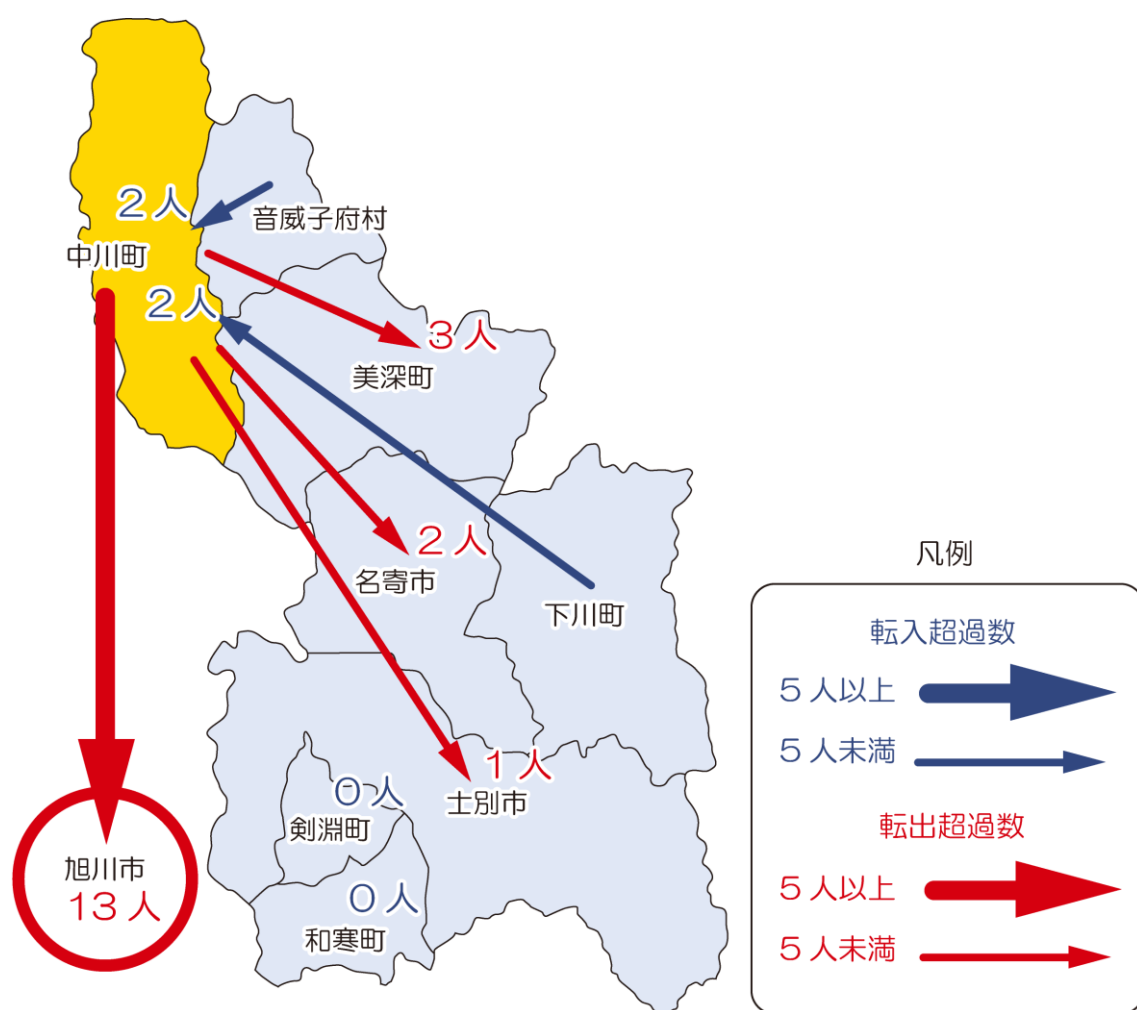 2人
音威子府村
中川町
2人
3人
美深町
2人
名寄市
下川町
1人
土別市
0人
剣淵町
0人
和寒町
旭川市
13人
凡例
転入超過数
5人以上
5人未満
転出超過数
5人以上
5人未満